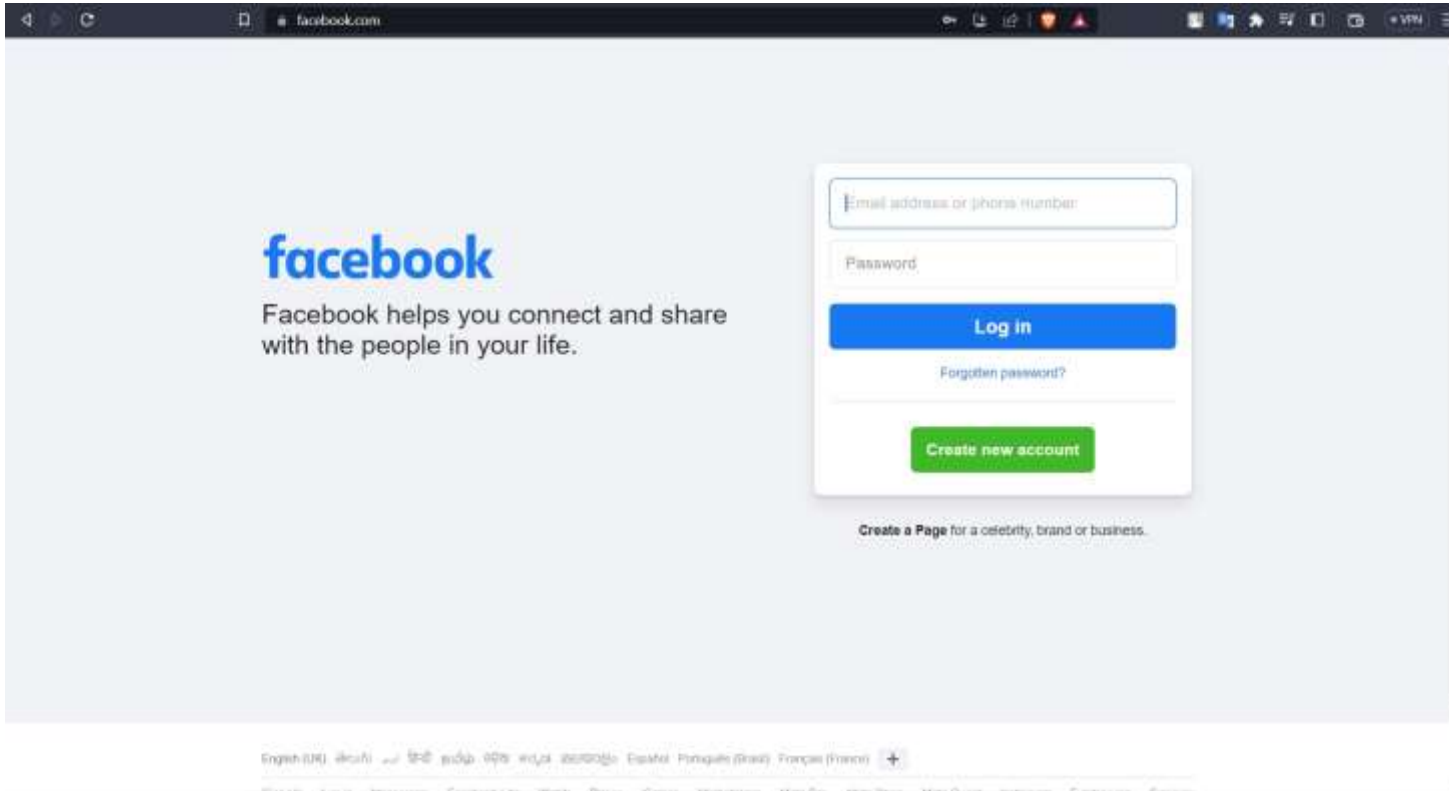 facebook.com
VPN
Email address or phone number
facebook
Password
Facebook helps you connect and share
with the people in your life.
Log in
Forgotten password?
Create new account
Create a Page for a celebrity, brand or business.
English (UK) हिन्दी Español Português (Brasil) Français (France) +